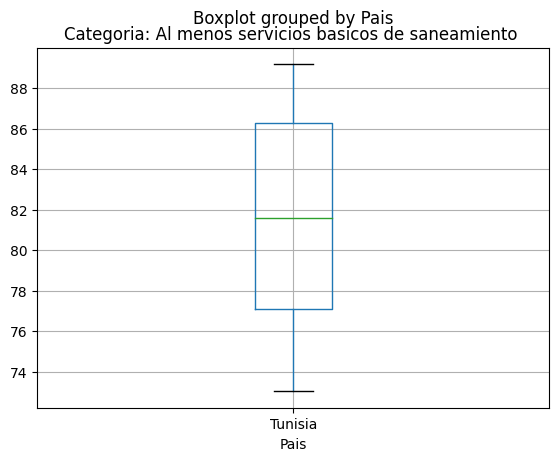 Boxplot grouped by Pais
Categoria: Al menos servicios basicos de saneamiento
88
86
84
82
80
78
76
74
Tunisia
Pais